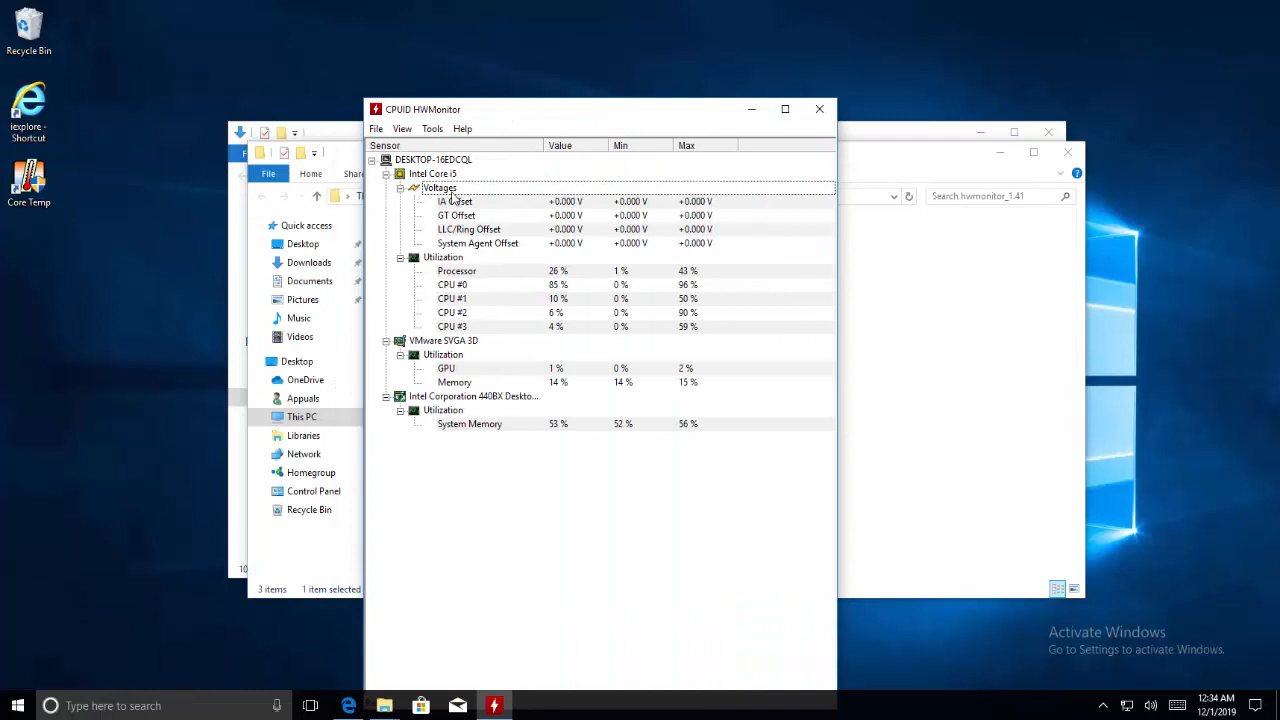 Recycle Bin
iexplore -
Shortcut
Core Temp
CPUID HWMonitor
File View Tools Help
Sensor Value Min Max
DESKTOP-16EDCQL
Intel Core i5
Voltages
IA Offset +0.000 V +0.000 V +0.000 V
GT Offset +0.000 V +0.000 V +0.000 V
LLC/Ring Offset +0.000 V +0.000 V +0.000 V
System Agent Offset +0.000 V +0.000 V +0.000 V
Utilization
Processor 26 % 1 % 43 %
CPU #0 85 % 0 % 96 %
CPU #1 10 % 0 % 50 %
CPU #2 6 % 0 % 90 %
CPU #3 4 % 0 % 59 %
VMware SVGA 3D
Utilization
GPU 1 % 0 % 2 %
Memory 14 % 14 % 15 %
Intel Corporation 440BX Deskto...
Utilization
System Memory 53 % 52 % 56 %
File Home
Search hwmonitor_1.41
Quick access
Desktop
Downloads
Documents
Pictures
Music
Videos
Desktop
OneDrive
Appuals
This PC
Libraries
Network
Homegroup
Control Panel
Recycle Bin
3 items 1 item selected
10
Activate Windows
Go to Settings to activate Windows.
Type here to search
12:34 AM
12/1/2019